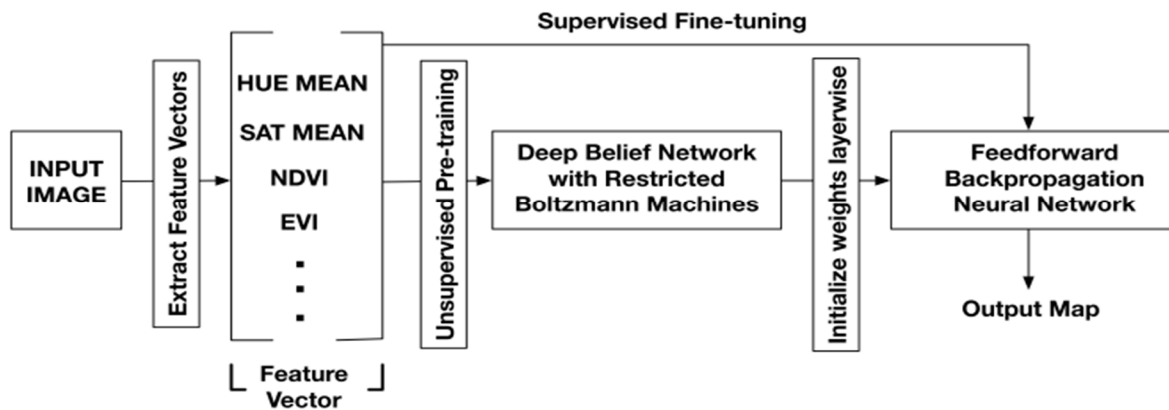 Supervised Fine-tuning
INPUT
IMAGE
Extract Feature Vectors
HUE MEAN
SAT MEAN
NDVI
EVI
Feature
Vector
Unsupervised Pre-training
Deep Belief Network
with Restricted
Boltzmann Machines
Initialize weights layerwise
Feedforward
Backpropagation
Neural Network
Output Map